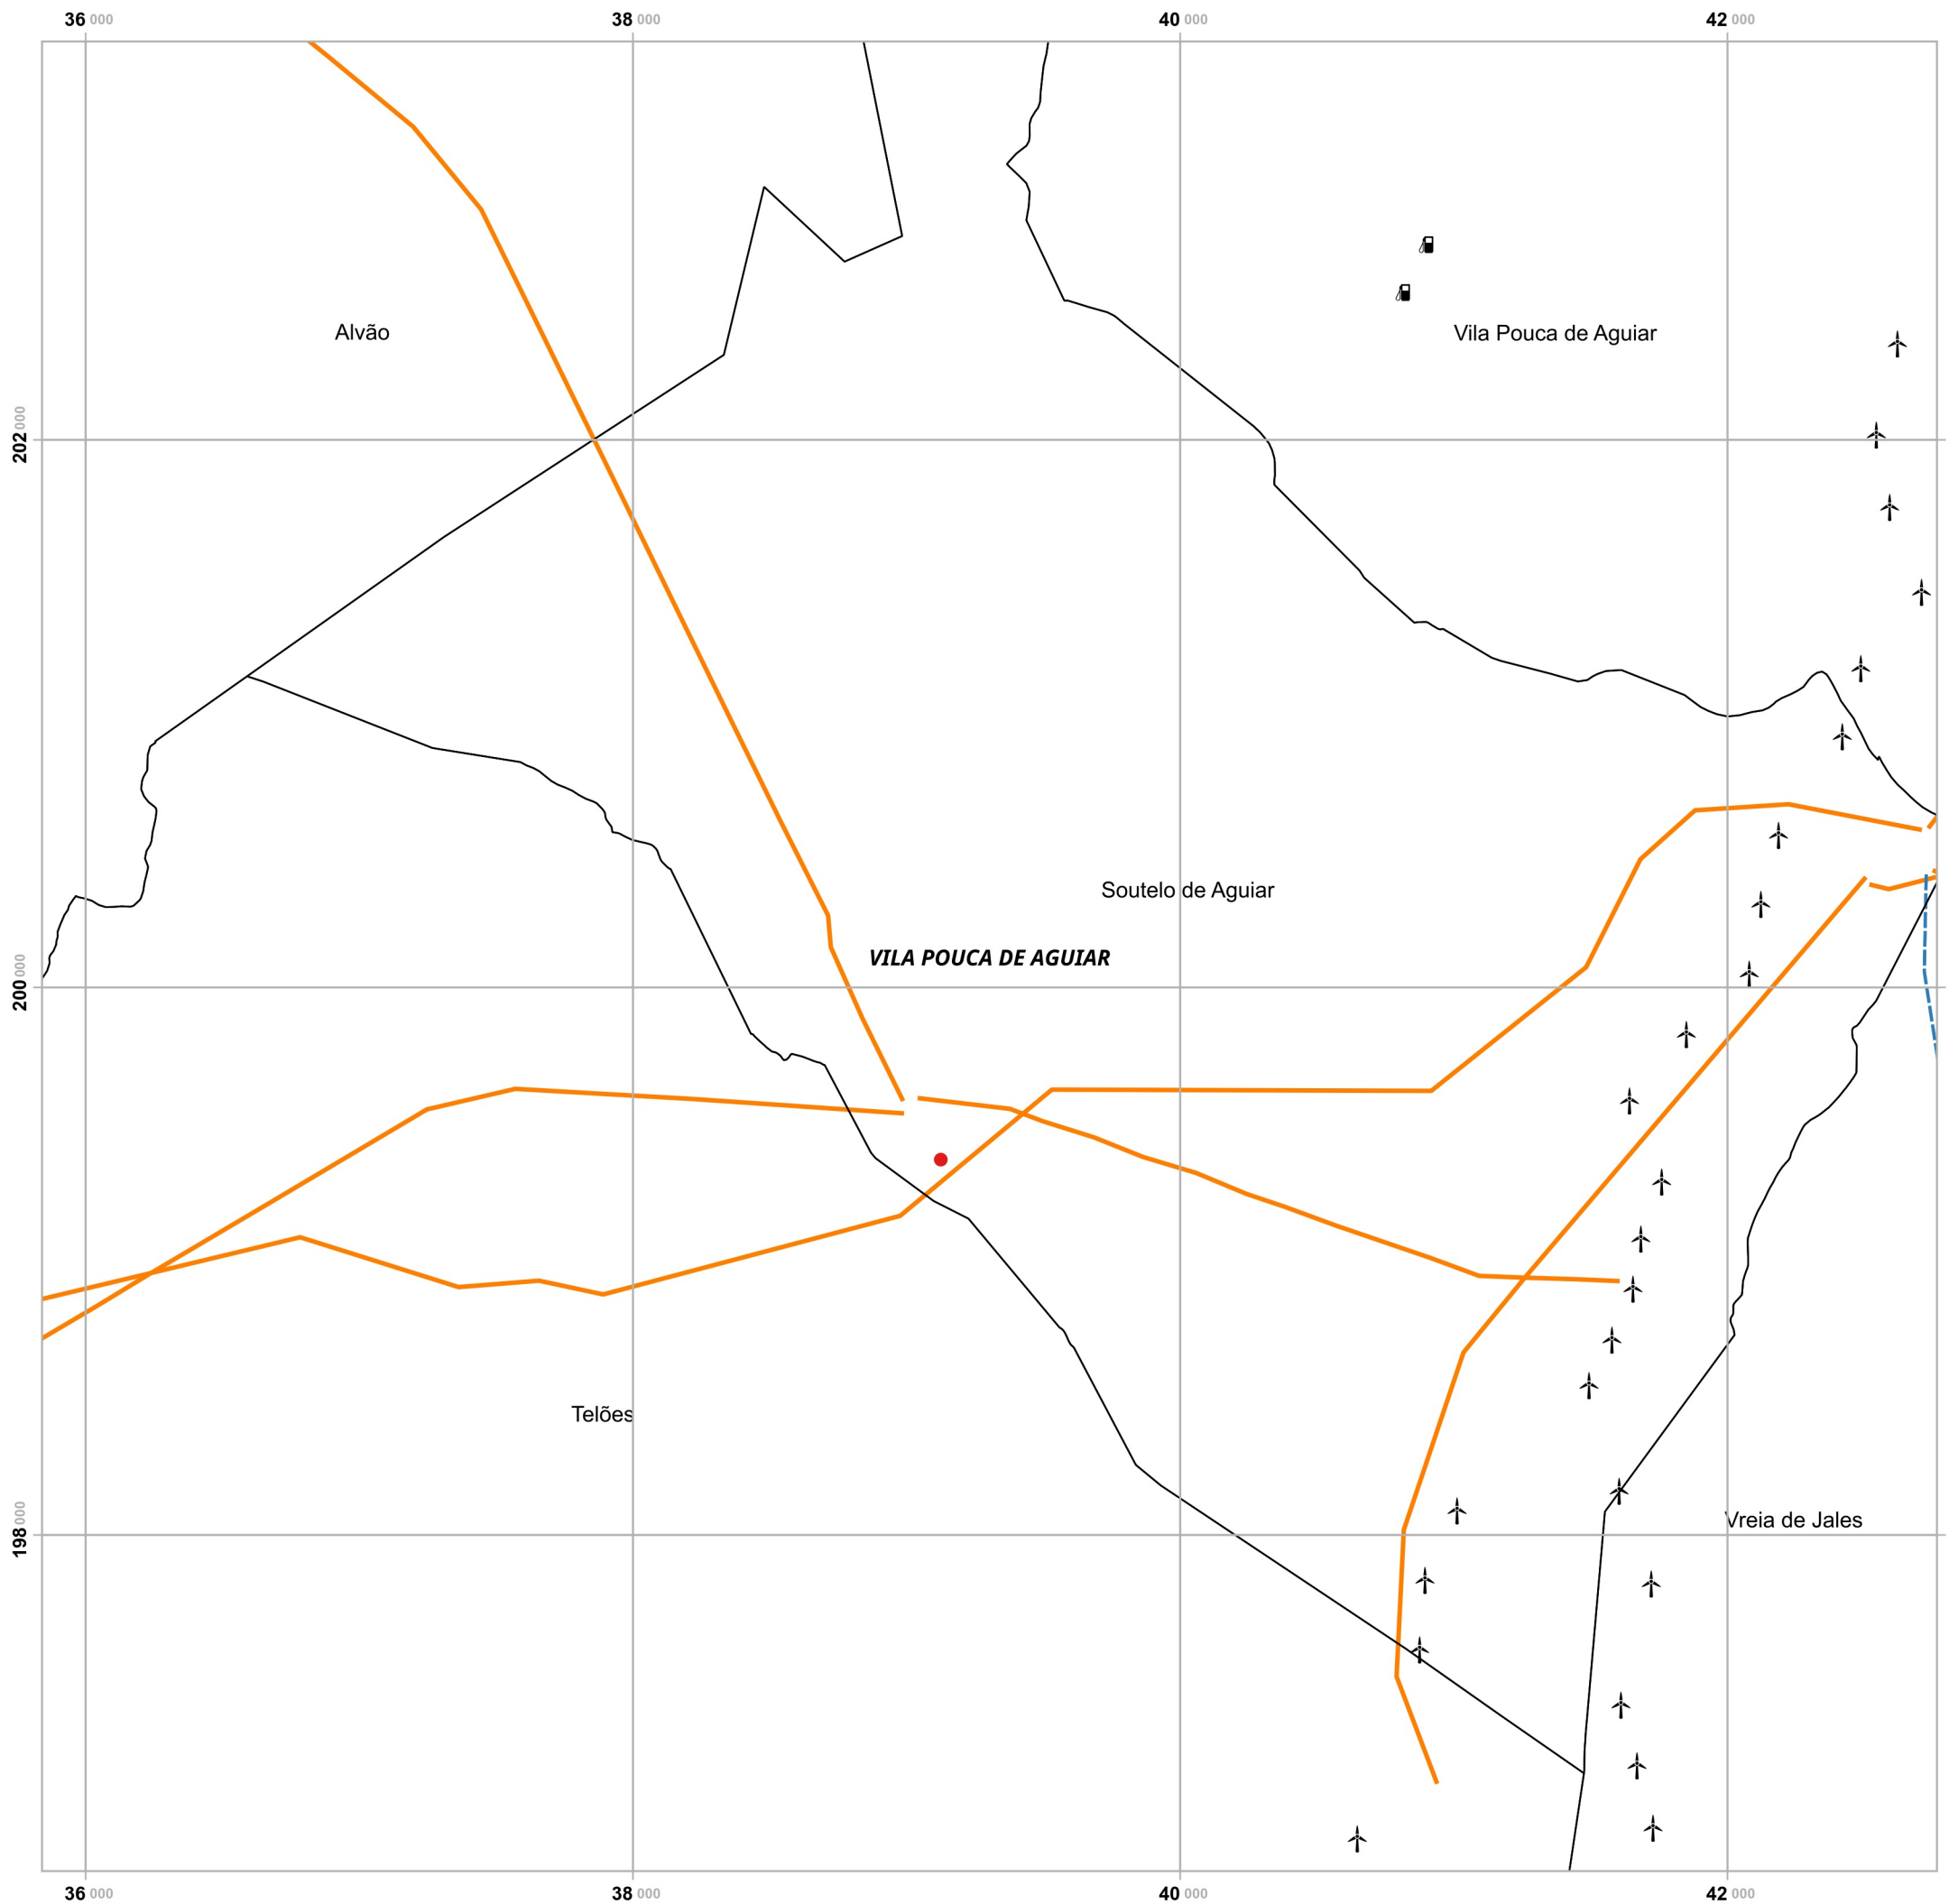 36 000 38 000 40 000 42 000
Alvão
Vila Pouca de Aguiar
202 000
Soutelo de Aguiar
VILA POUCA DE AGUIAR
200 000
Telões
Vreia de Jales
198 000
36 000 38 000 40 000 42 000